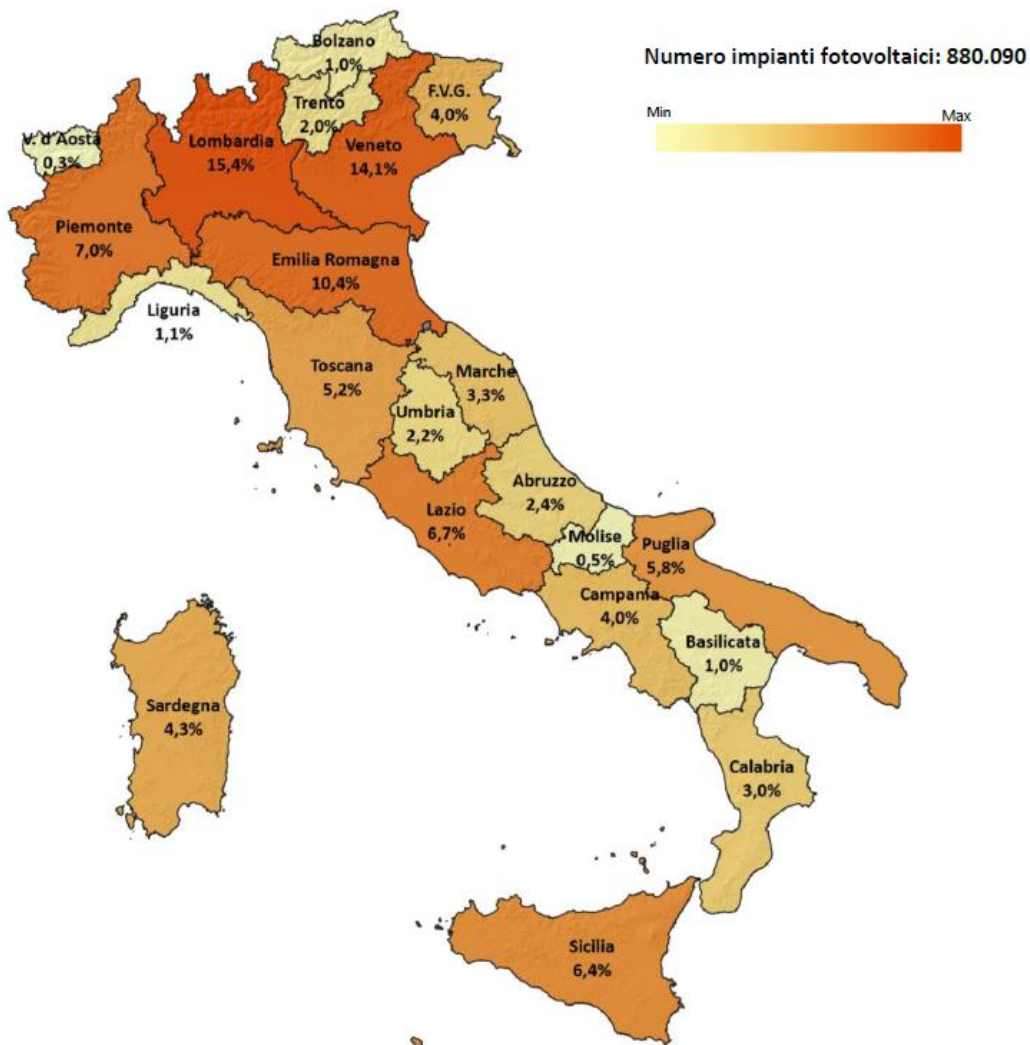 Numero impianti fotovoltaici: 880.090
Min
Max
Bolzano
1,0%
Trento
2,0%
F.V.G.
4,0%
V. d'Aosta
0,3%
Lombardia
15,4%
Veneto
14,1%
Piemonte
7,0%
Emilia Romagna
10,4%
Liguria
1,1%
Toscana
5,2%
Marche
3,3%
Umbria
2,2%
Abruzzo
2,4%
Lazio
6,7%
Molise
0,5%
Puglia
5,8%
Campania
4,0%
Basilicata
1,0%
Sardegna
4,3%
Calabria
3,0%
Sicilia
6,4%